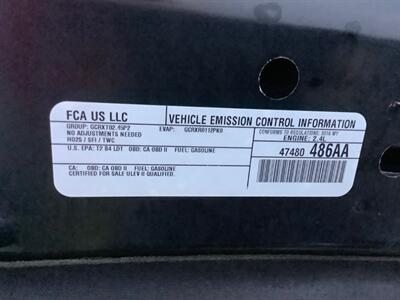 FCA US LLC
VEHICLE EMISSION CONTROL INFORMATION
GROUP: GCRXT02.45P2 EVAP: GCRXR0112PK0
CONFORMS TO REGULATIONS: 2016 MY
NO ADJUSTMENTS NEEDED
ENGINE: 2.4L
HO2S / SFI / TWC
47480 486AA
U.S. EPA: T2 B4 LDT OBD: CA OBD II FUEL: GASOLINE
CA: OBD: CA OBD II FUEL: GASOLINE
CERTIFIED FOR SALE ULEV II QUALIFIED.